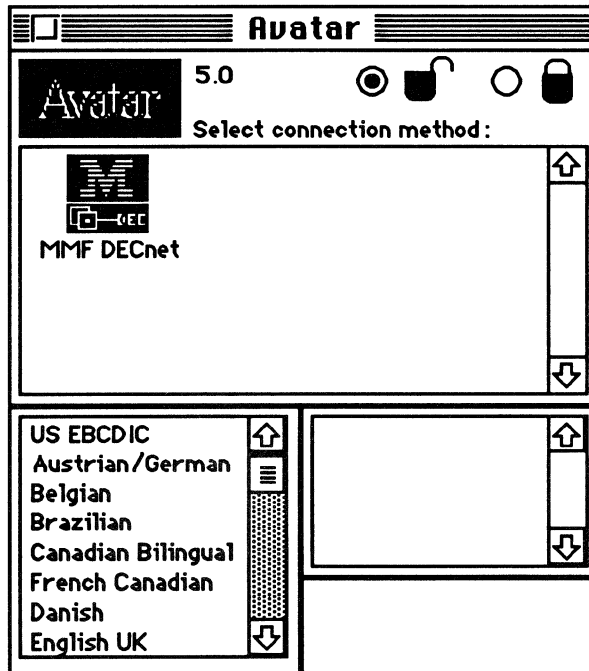 Avatar
Avatar
5.0
Select connection method:
M
DEC
MMF DECnet
US EBCDIC
Austrian/German
Belgian
Brazilian
Canadian Bilingual
French Canadian
Danish
English UK